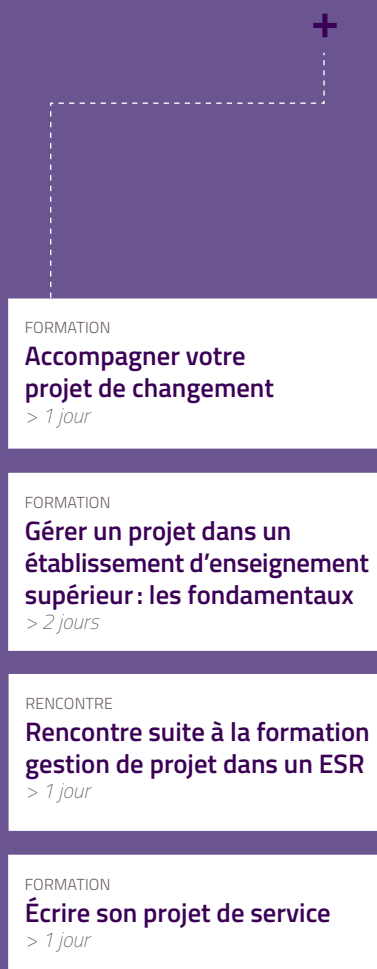 +
FORMATION
Accompagner votre
projet de changement
> 1 jour
FORMATION
Gérer un projet dans un
établissement d’enseignement
supérieur : les fondamentaux
> 2 jours
RENCONTRE
Rencontre suite à la formation
gestion de projet dans un ESR
> 1 jour
FORMATION
Écrire son projet de service
> 1 jour